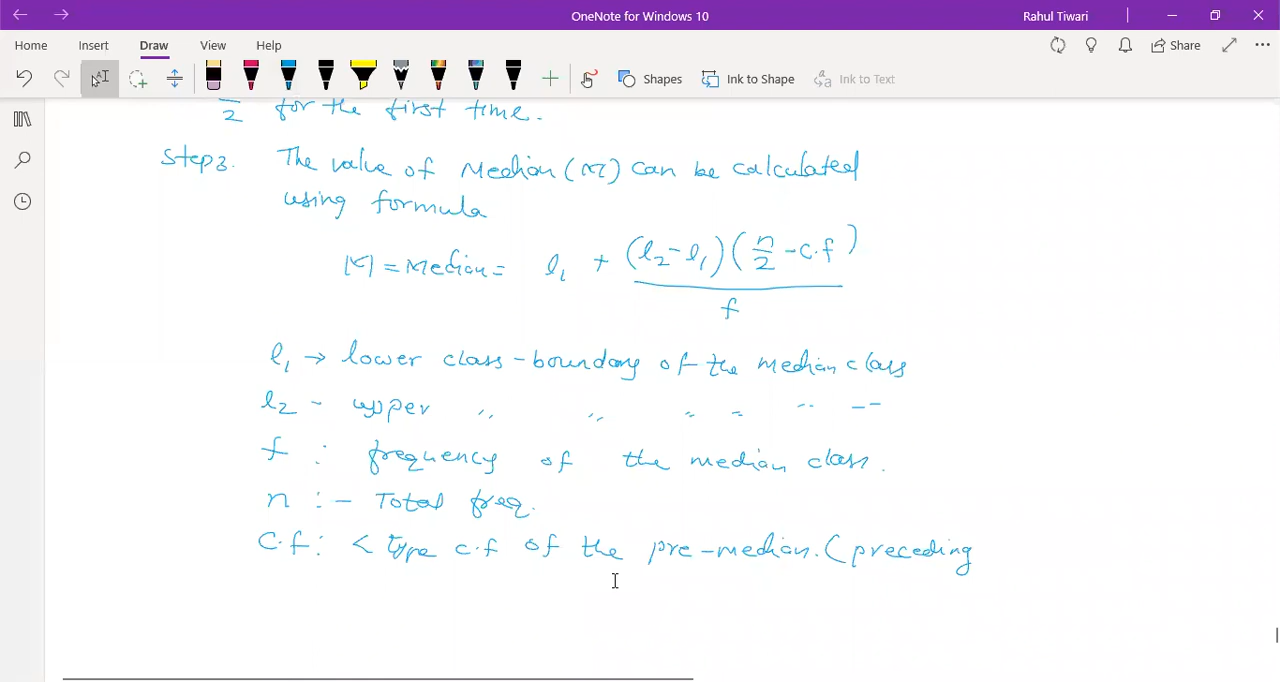 OneNote for Windows 10
Rahul Tiwari
Home Insert Draw View Help
Share
Shapes Ink to Shape Ink to Text
n/2 for the first time.
Step 3. The value of Median (M) can be calculated
using formula
M = Median = l₁ + (l₂ - l₁) (n/2 - c.f) / f
l₁ → lower class-boundary of the median class
l₂ - upper " " " " " --
f : frequency of the median class.
n :- Total freq.
C.f : < type c.f of the pre-median. (preceding